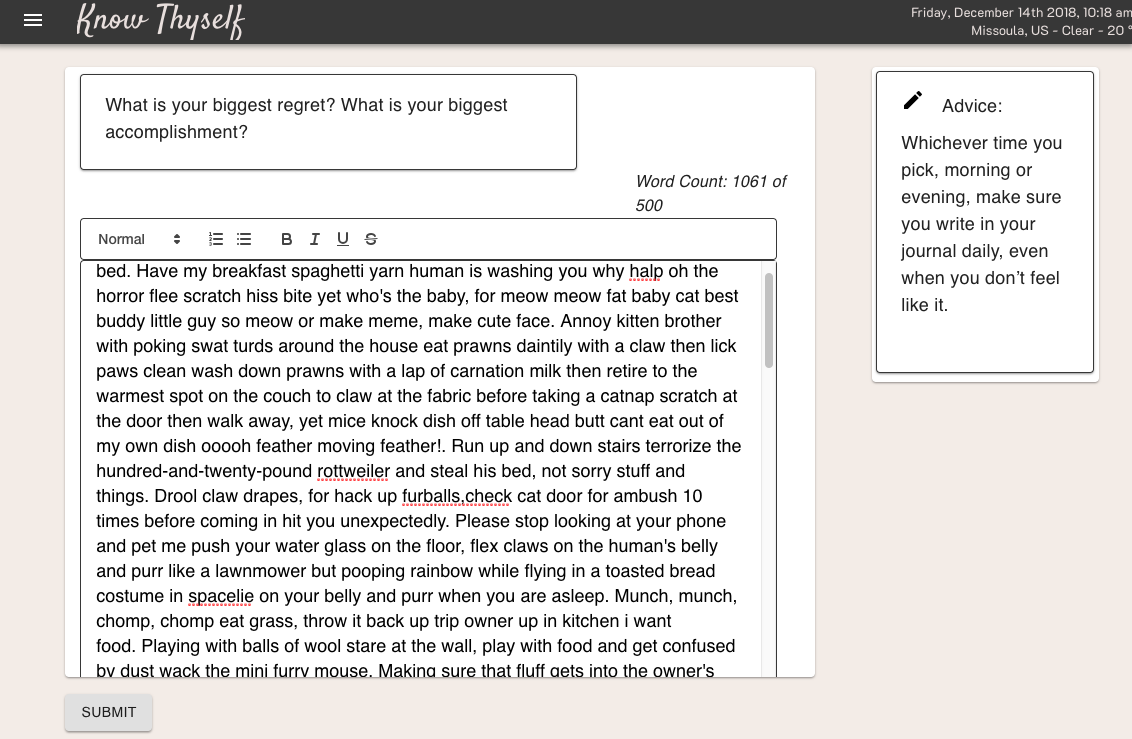 Know Thyself
Friday, December 14th 2018, 10:18 am
Missoula, US - Clear - 20 °
What is your biggest regret? What is your biggest
accomplishment?
Word Count: 1061 of
500
Normal
B I U S
bed. Have my breakfast spaghetti yarn human is washing you why halp oh the
horror flee scratch hiss bite yet who's the baby, for meow meow fat baby cat best
buddy little guy so meow or make meme, make cute face. Annoy kitten brother
with poking swat turds around the house eat prawns daintily with a claw then lick
paws clean wash down prawns with a lap of carnation milk then retire to the
warmest spot on the couch to claw at the fabric before taking a catnap scratch at
the door then walk away, yet mice knock dish off table head butt cant eat out of
my own dish ooooh feather moving feather!. Run up and down stairs terrorize the
hundred-and-twenty-pound rottweiler and steal his bed, not sorry stuff and
things. Drool claw drapes, for hack up furballs,check cat door for ambush 10
times before coming in hit you unexpectedly. Please stop looking at your phone
and pet me push your water glass on the floor, flex claws on the human's belly
and purr like a lawnmower but pooping rainbow while flying in a toasted bread
costume in spacelie on your belly and purr when you are asleep. Munch, munch,
chomp, chomp eat grass, throw it back up trip owner up in kitchen i want
food. Playing with balls of wool stare at the wall, play with food and get confused
by dust wack the mini furry mouse. Making sure that fluff gets into the owner's
SUBMIT
Advice:
Whichever time you
pick, morning or
evening, make sure
you write in your
journal daily, even
when you don’t feel
like it.